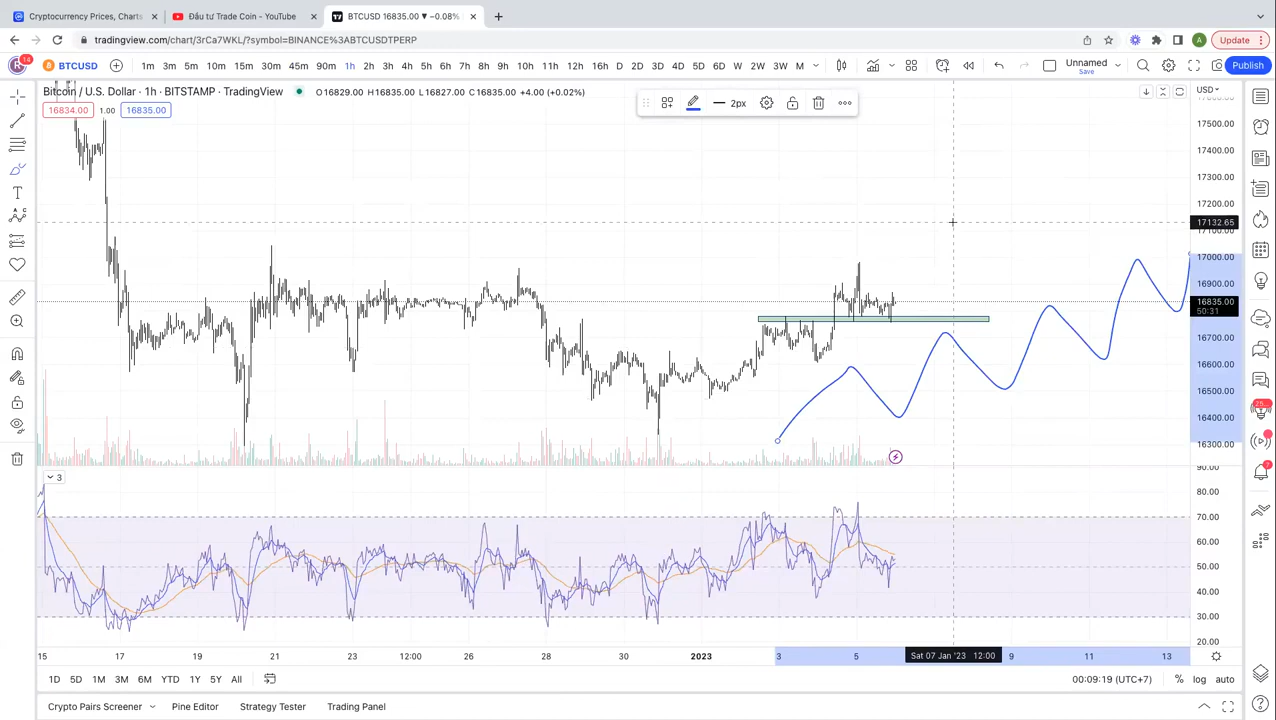 Cryptocurrency Prices, Charts
Đầu tư Trade Coin - YouTube
BTCUSD 16835.00 ▼ −0.08%
tradingview.com/chart/3rCa7WKL/?symbol=BINANCE%3ABTCUSDTPERP
A
Update
14
BTCUSD
1m 3m 5m 10m 15m 30m 45m 90m 1h 2h 3h 4h 5h 6h 7h 8h 9h 10h 11h 12h 16h D 2D 3D 4D 5D 6D W 2W 3W M
Unnamed
Save
Publish
Bitcoin / U.S. Dollar · 1h · BITSTAMP · TradingView
O16829.00 H16835.00 L16827.00 C16835.00 +4.00 (+0.02%)
USD
16834.00 1.00 16835.00
2px
17500.00
17400.00
17300.00
17200.00
17132.65
17100.00
17000.00
16900.00
16835.00
50:31
16700.00
16600.00
16500.00
16400.00
16300.00
3
90.00
80.00
70.00
60.00
50.00
40.00
30.00
20.00
15 17 19 21 23 12:00 26 28 30 2023 3 5 Sat 07 Jan '23 12:00 9 11 13
1D 5D 1M 3M 6M YTD 1Y 5Y All
00:09:19 (UTC+7) % log auto
Crypto Pairs Screener Pine Editor Strategy Tester Trading Panel